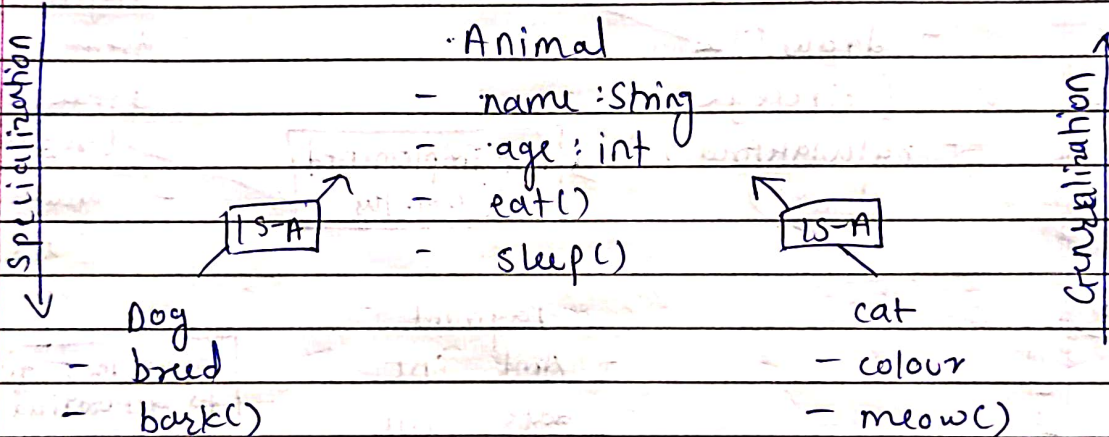 Specialization
Generalization
·Animal
- ·name : String
- ·age : int
- eat()
- sleep()
IS-A
IS-A
Dog
- breed
- bark()
cat
- colour
- meow()